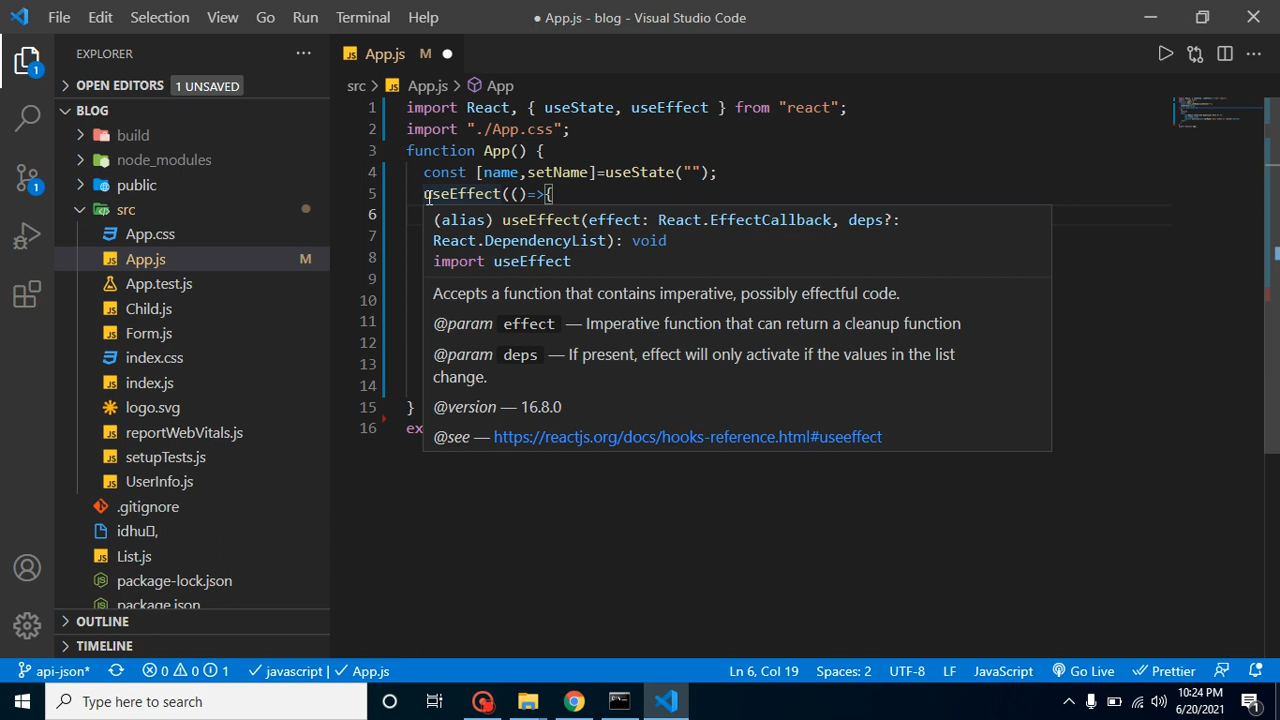 File Edit Selection View Go Run Terminal Help
● App.js - blog - Visual Studio Code
EXPLORER
OPEN EDITORS 1 UNSAVED
BLOG
build
node_modules
public
src
App.css
App.js M
App.test.js
Child.js
Form.js
index.css
index.js
logo.svg
reportWebVitals.js
setupTests.js
UserInfo.js
.gitignore
List.js
package-lock.json
package.json
OUTLINE
TIMELINE
App.js M
src > App.js > App
1 import React, { useState, useEffect } from "react";
2 import "./App.css";
3 function App() {
4 const [name,setName]=useState("");
5 useEffect(()=>{
6
7
8
9
10
11
12
13
14
15 }
16 ex
(alias) useEffect(effect: React.EffectCallback, deps?:
React.DependencyList): void
import useEffect
Accepts a function that contains imperative, possibly effectful code.
@param effect — Imperative function that can return a cleanup function
@param deps — If present, effect will only activate if the values in the list
change.
@version — 16.8.0
@see — https://reactjs.org/docs/hooks-reference.html#useeffect
api-json* 0 0 1 javascript | App.js Ln 6, Col 19 Spaces: 2 UTF-8 LF JavaScript Go Live Prettier
Type here to search
10:24 PM
6/20/2021